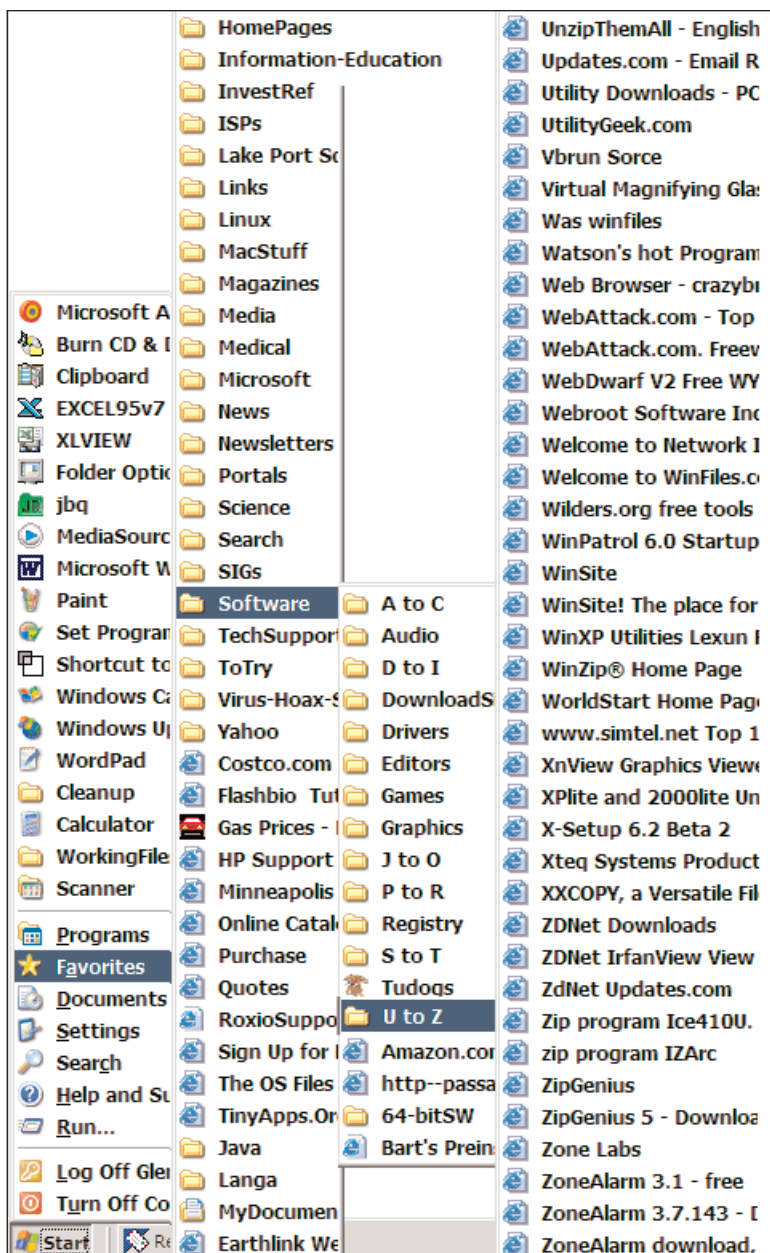 Microsoft A
Burn CD & D
Clipboard
EXCEL95v7
XLVIEW
Folder Optio
jbq
MediaSourc
Microsoft W
Paint
Set Program
Shortcut to
Windows Ca
Windows Up
WordPad
Cleanup
Calculator
WorkingFile
Scanner
Programs
Favorites
Documents
Settings
Search
Help and Su
Run...
Log Off Gler
Turn Off Co
Start
Re
HomePages
Information-Education
InvestRef
ISPs
Lake Port So
Links
Linux
MacStuff
Magazines
Media
Medical
Microsoft
News
Newsletters
Portals
Science
Search
SIGs
Software
TechSupport
ToTry
Virus-Hoax-S
Yahoo
Costco.com
Flashbio Tut
Gas Prices -
HP Support
Minneapolis
Online Catal
Purchase
Quotes
RoxioSuppo
Sign Up for
The OS Files
TinyApps.Or
Java
Langa
MyDocumen
Earthlink We
A to C
Audio
D to I
DownloadS
Drivers
Editors
Games
Graphics
J to O
P to R
Registry
S to T
Tudogs
U to Z
Amazon.com
http--passa
64-bitSW
Bart's Prein
UnzipThemAll - English
Updates.com - Email R
Utility Downloads - PC
UtilityGeek.com
Vbrun Sorce
Virtual Magnifying Glas
Was winfiles
Watson's hot Program
Web Browser - crazybr
WebAttack.com - Top
WebAttack.com. Freew
WebDwarf V2 Free WY
Webroot Software Inc
Welcome to Network I
Welcome to WinFiles.co
Wilders.org free tools
WinPatrol 6.0 Startup
WinSite
WinSite! The place for
WinXP Utilities Lexun F
WinZip® Home Page
WorldStart Home Page
www.simtel.net Top 1
XnView Graphics Viewe
XPlite and 2000lite Un
X-Setup 6.2 Beta 2
Xteq Systems Product
XXCOPY, a Versatile File
ZDNet Downloads
ZDNet IrfanView View
ZdNet Updates.com
Zip program Ice410U.
zip program IZArc
ZipGenius
ZipGenius 5 - Downloa
Zone Labs
ZoneAlarm 3.1 - free
ZoneAlarm 3.7.143 - D
ZoneAlarm download,